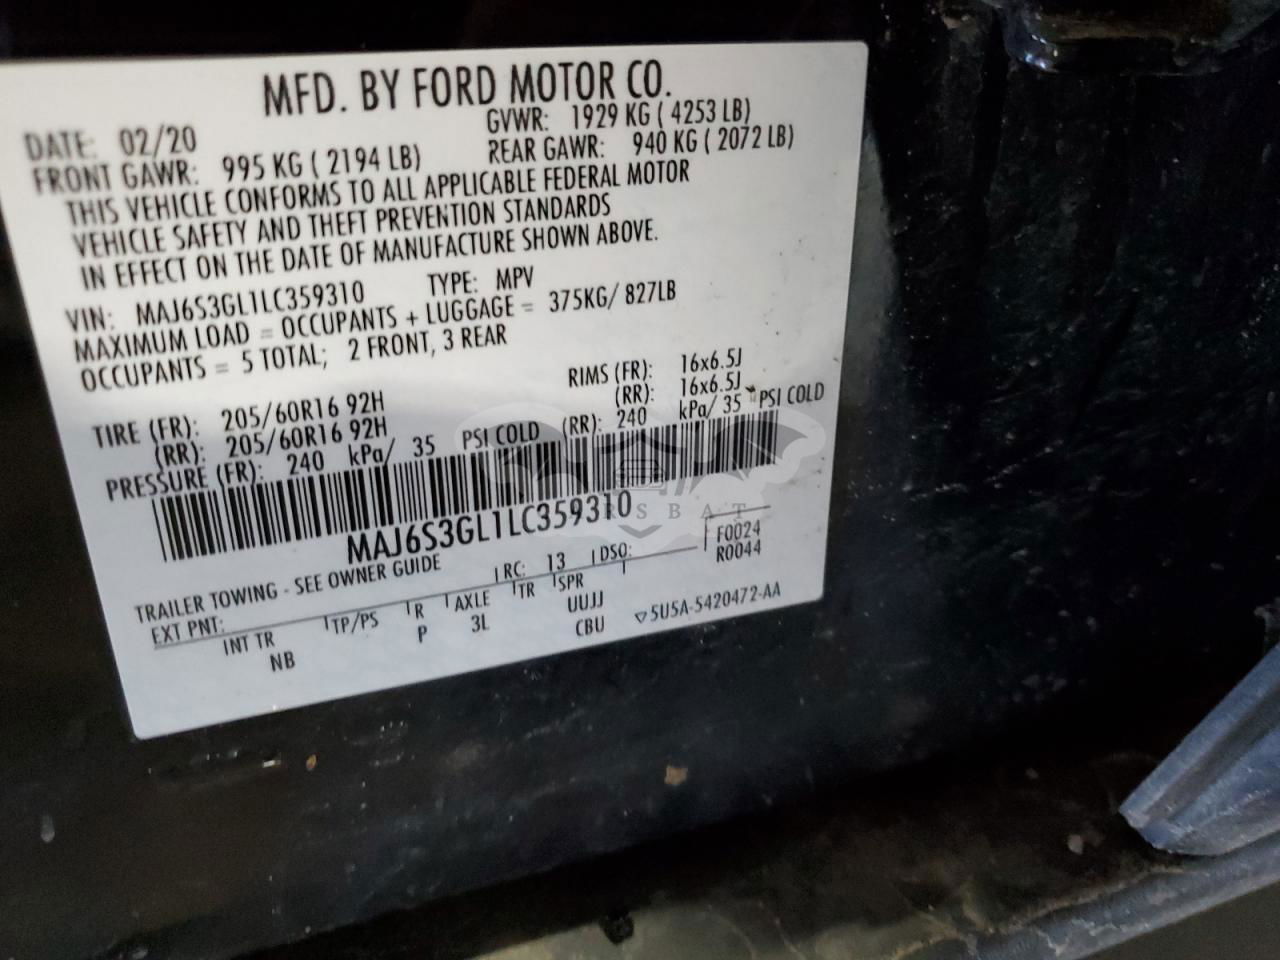 MFD. BY FORD MOTOR CO.
DATE: 02/20 GVWR: 1929 KG ( 4253 LB)
FRONT GAWR: 995 KG ( 2194 LB) REAR GAWR: 940 KG ( 2072 LB)
THIS VEHICLE CONFORMS TO ALL APPLICABLE FEDERAL MOTOR
VEHICLE SAFETY AND THEFT PREVENTION STANDARDS
IN EFFECT ON THE DATE OF MANUFACTURE SHOWN ABOVE.
VIN: MAJ6S3GL1LC359310 TYPE: MPV
MAXIMUM LOAD = OCCUPANTS + LUGGAGE = 375KG/ 827LB
OCCUPANTS = 5 TOTAL; 2 FRONT, 3 REAR
TIRE (FR): 205/60R16 92H RIMS (FR): 16x6.5J
(RR): 205/60R16 92H (RR): 16x6.5J
PRESSURE (FR): 240 kPa/ 35 PSI COLD (RR): 240 kPa/ 35 PSI COLD
MAJ6S3GL1LC359310
TRAILER TOWING - SEE OWNER GUIDE
EXT PNT: RC: 13 DSO: F0024
R0044
INT TR TP/PS R AXLE TR SPR
NB P 3L UUJJ
CBU 5U5A-5420472-AA